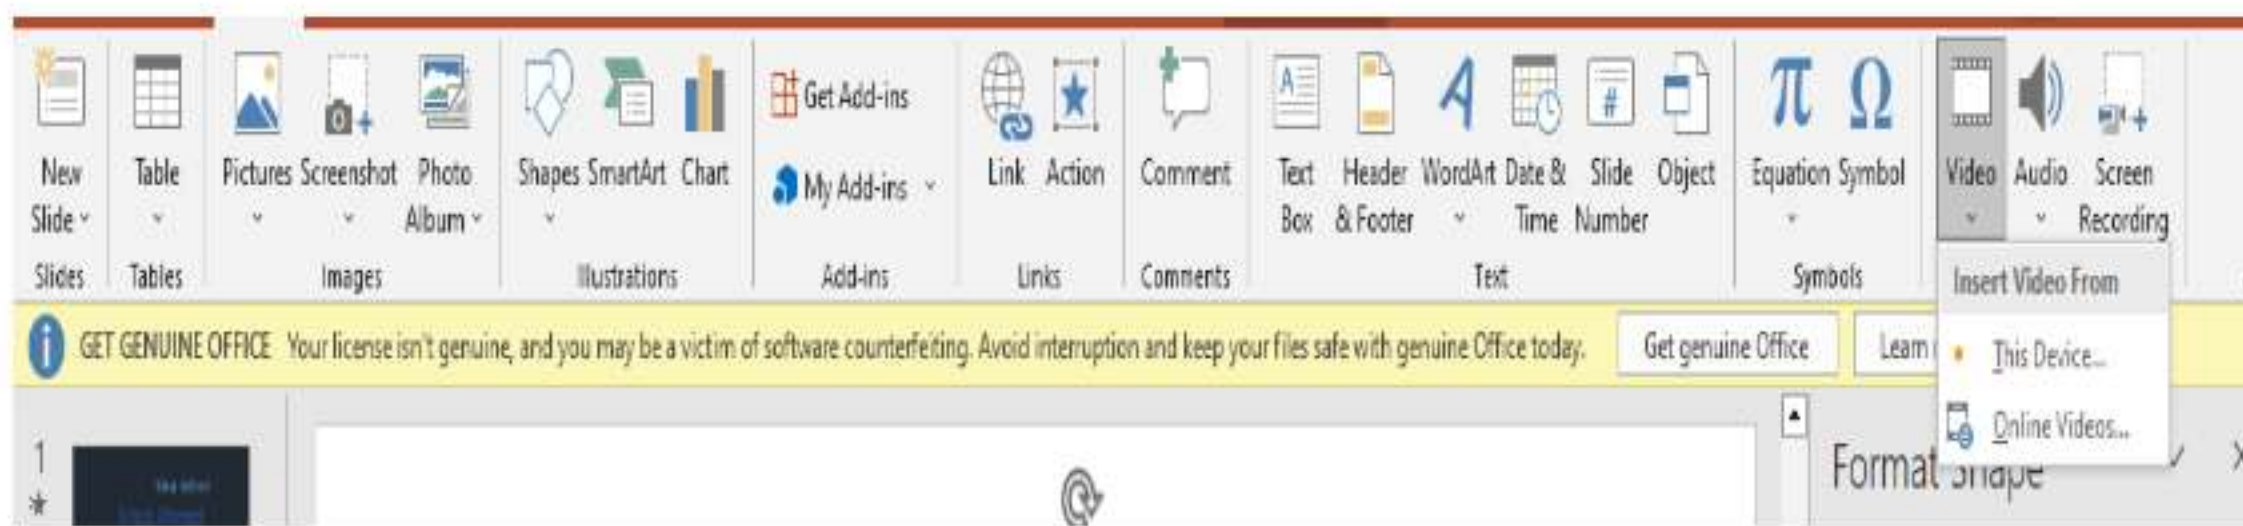 Get Add-ins
New Table Pictures Screenshot Photo Shapes SmartArt Chart My Add-ins Link Action Comment Text Header WordArt Date & Slide Object Equation Symbol Video Audio Screen
Slide Album Box & Footer Time Number Recording
Slides Tables Images Illustrations Add-ins Links Comments Text Symbols Insert Video From
GET GENUINE OFFICE Your license isn't genuine, and you may be a victim of software counterfeiting. Avoid interruption and keep your files safe with genuine Office today. Get genuine Office Learn This Device...
Online Videos...
1 Format Shape